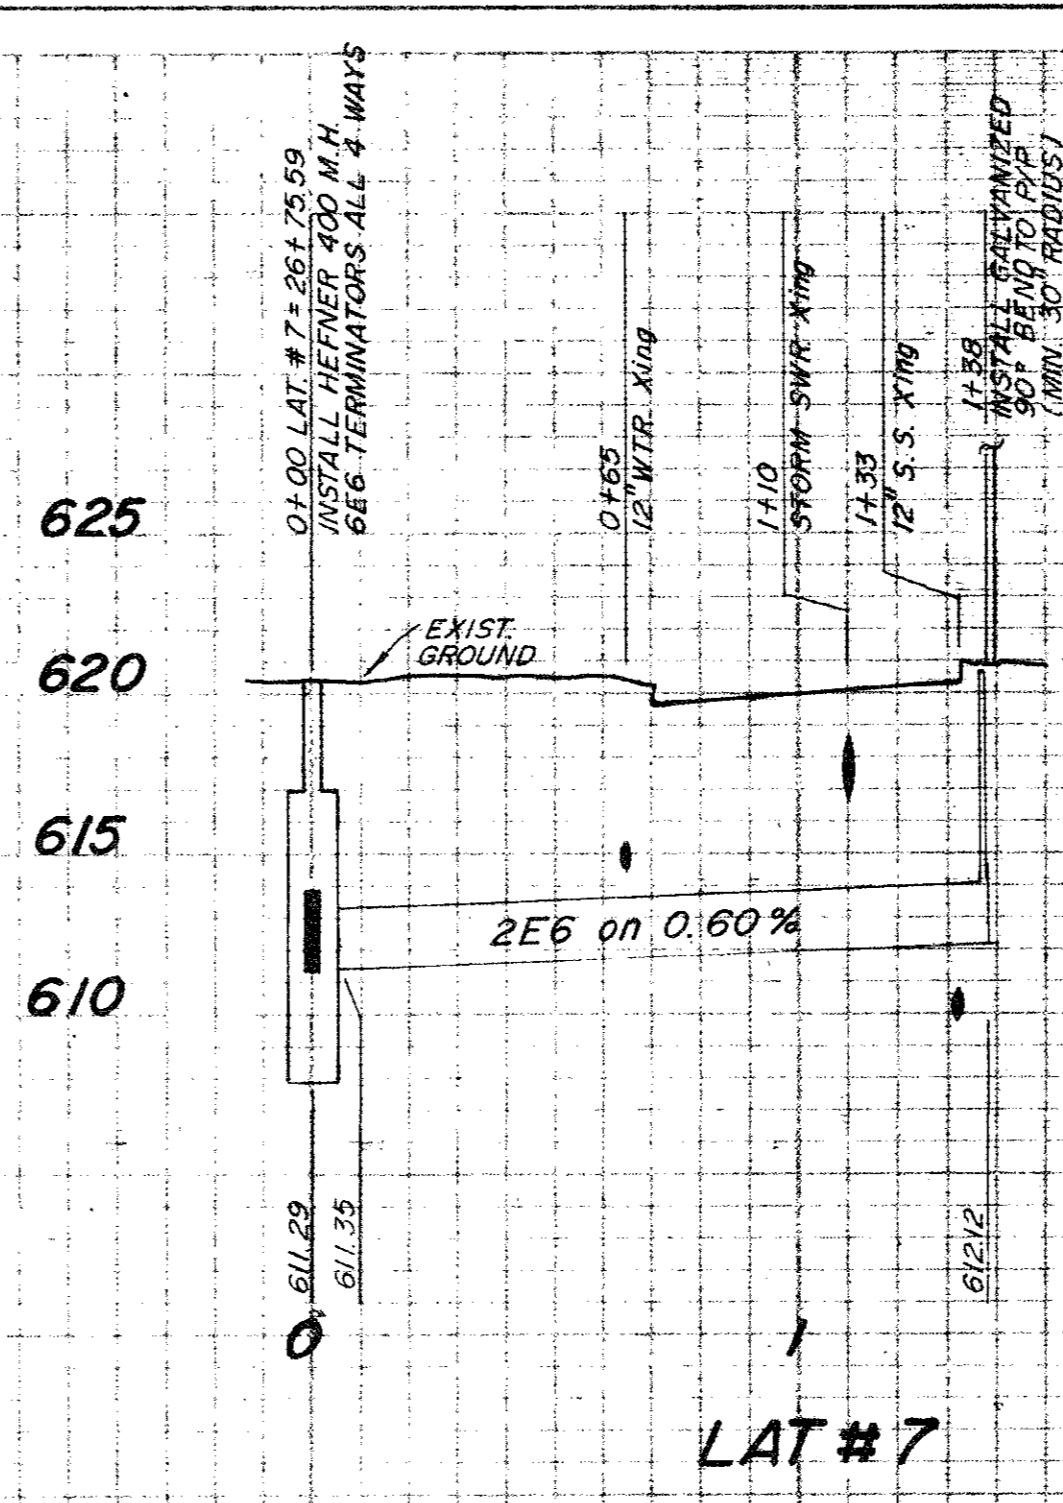 0+00 LAT. #7 = 26+75.59
INSTALL HEFNER 400 M.H.
6E6 TERMINATORS ALL 4 WAYS
0+65
12" WTR. Xing
1+10
STORM SWR. Xing
1+33
12" S.S. Xing
1+38
INSTALL GALVANIZED
90° BEND TO P/P
(MIN. 30" RADIUS)
625
EXIST.
GROUND
620
615
2E6 on 0.60%
610
611.29
611.35
612.12
0
1
LAT #7